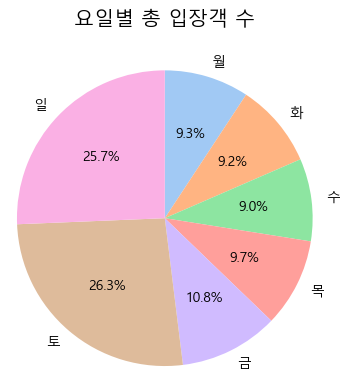 요일별 총 입장객 수
월
9.3%
화
9.2%
수
9.0%
목
9.7%
금
10.8%
토
26.3%
일
25.7%